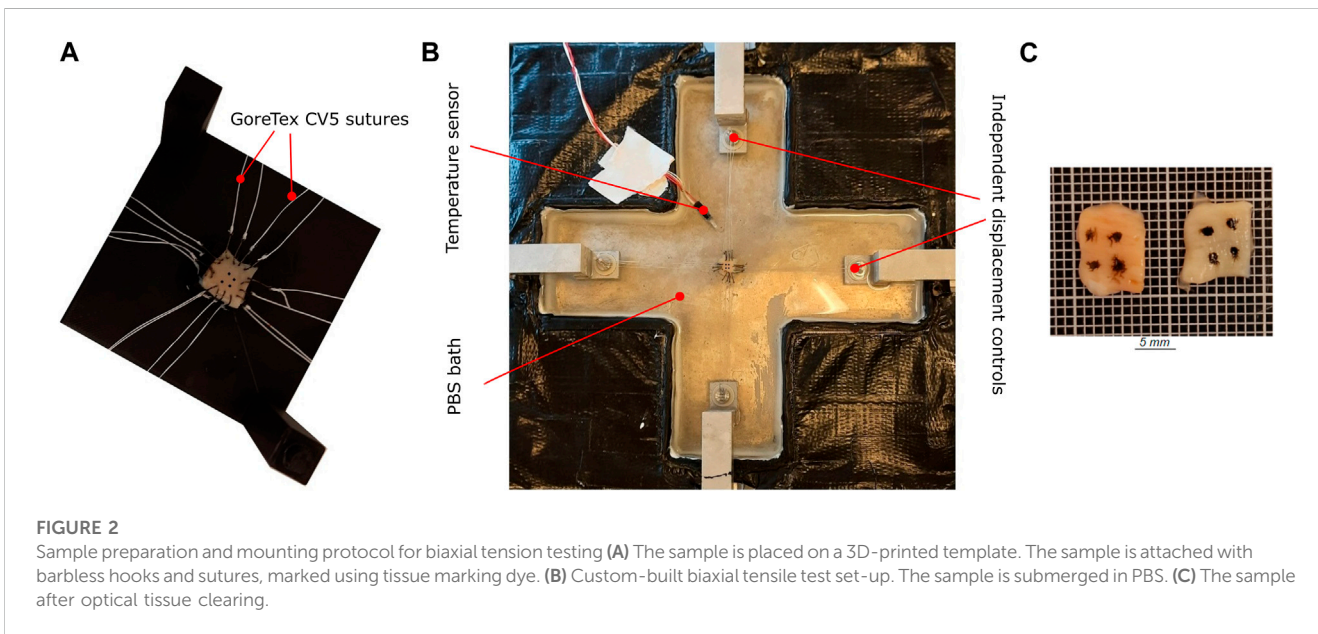 A
GoreTex CV5 sutures
B
Temperature sensor
PBS bath
Independent displacement controls
C
5 mm
FIGURE 2
Sample preparation and mounting protocol for biaxial tension testing (A) The sample is placed on a 3D-printed template. The sample is attached with
barbless hooks and sutures, marked using tissue marking dye. (B) Custom-built biaxial tensile test set-up. The sample is submerged in PBS. (C) The sample
after optical tissue clearing.